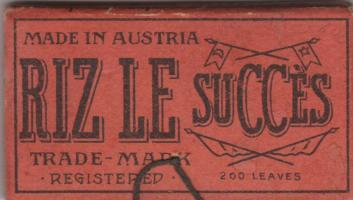 MADE IN AUSTRIA
RIZ LE SUCCÈS
TRADE-MARK
· REGISTERED ·
200 LEAVES